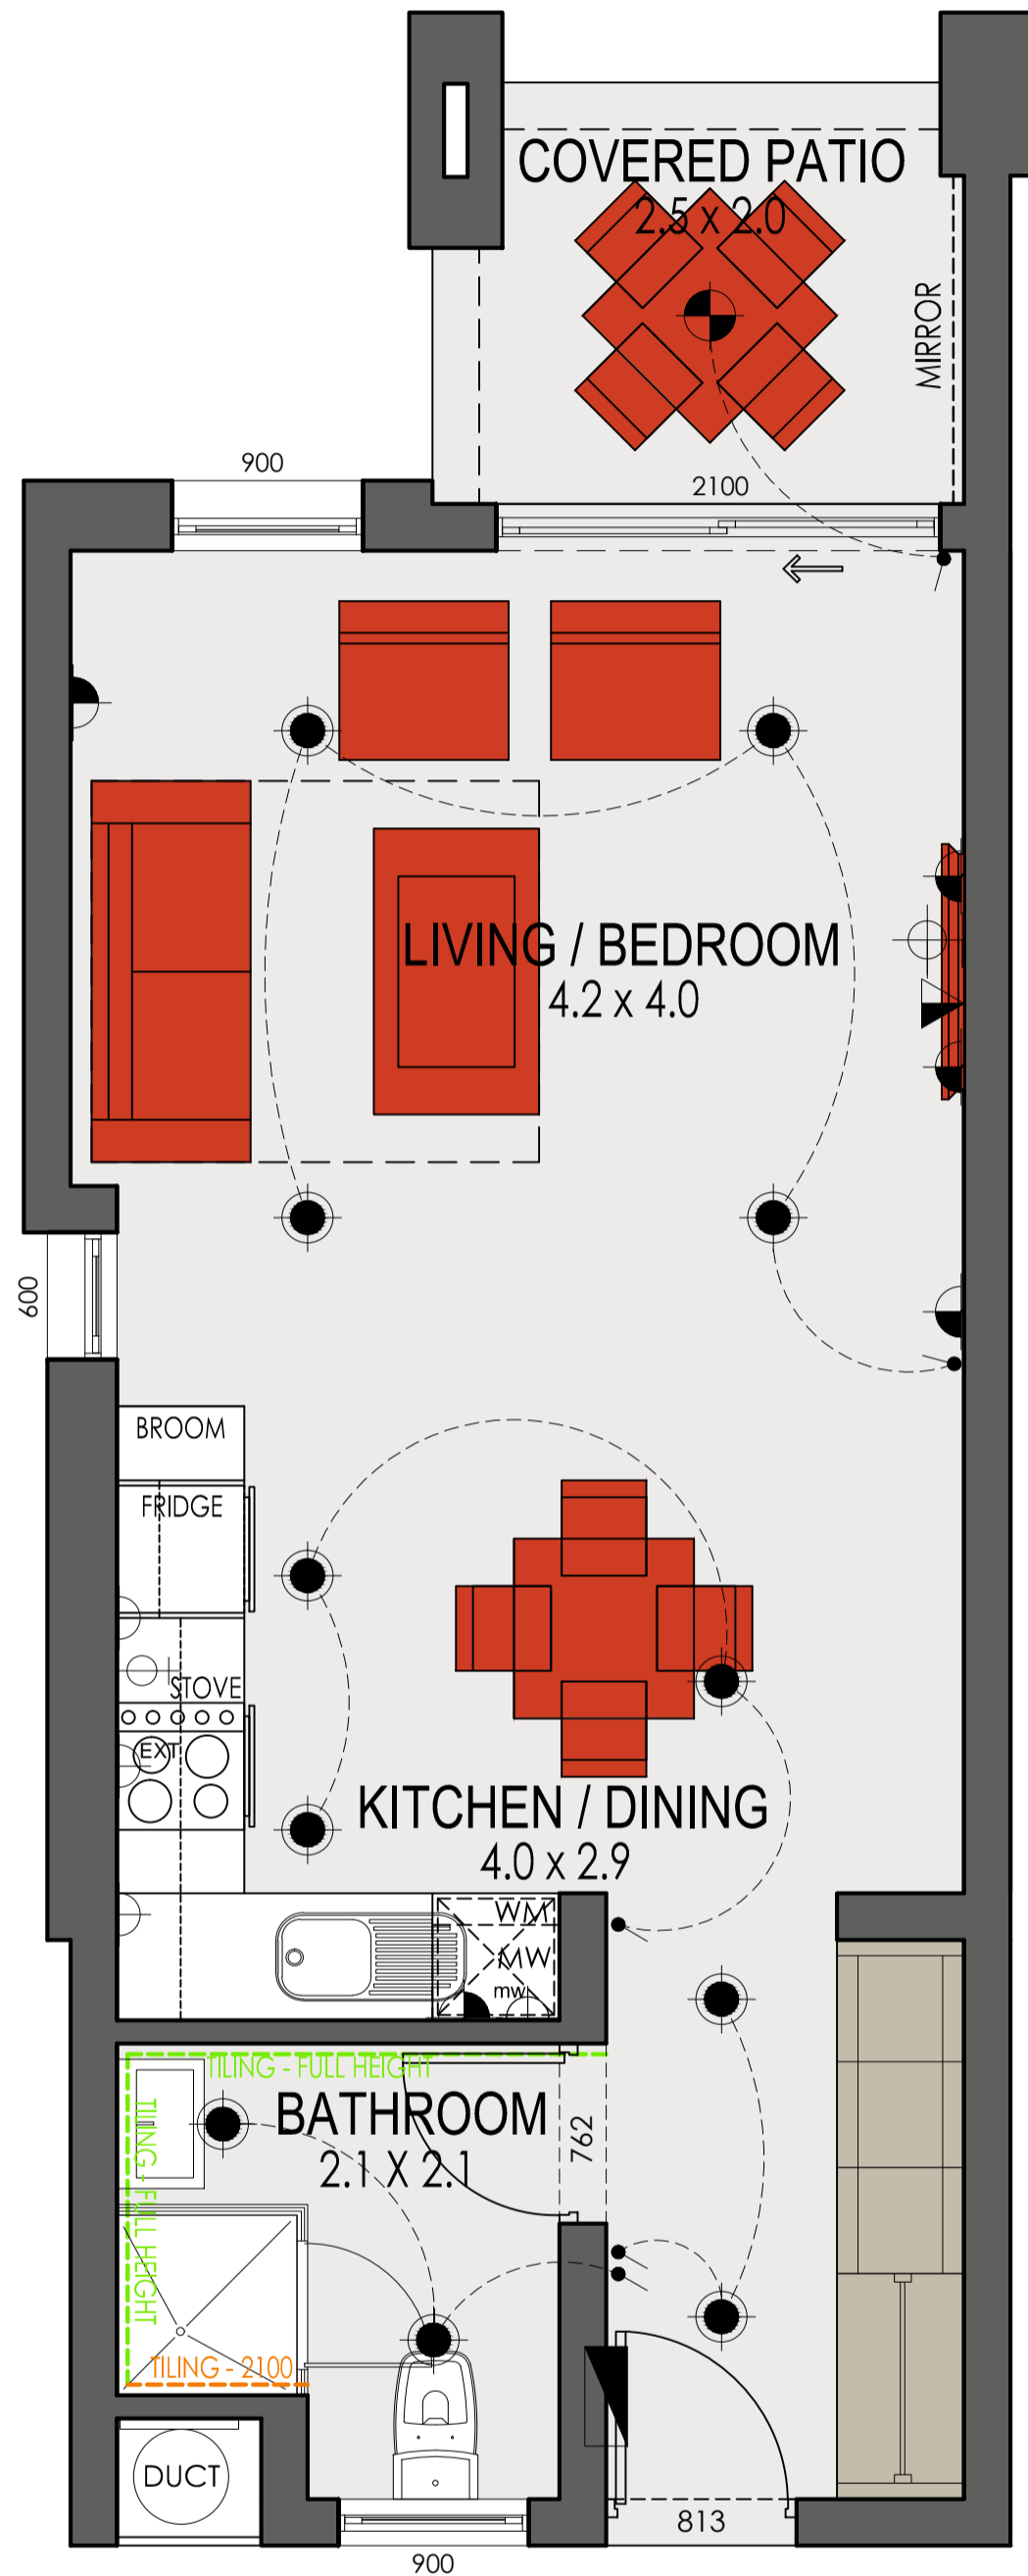 COVERED PATIO
2.5 x 2.0
MIRROR
900
2100
LIVING / BEDROOM
4.2 x 4.0
600
BROOM
FRIDGE
STOVE
EXT
KITCHEN / DINING
4.0 x 2.9
WM
MW
mw
TILING - FULL HEIGHT
BATHROOM
2.1 X 2.1
762
TILING - FULL HEIGHT
TILING - 2100
DUCT
813
900